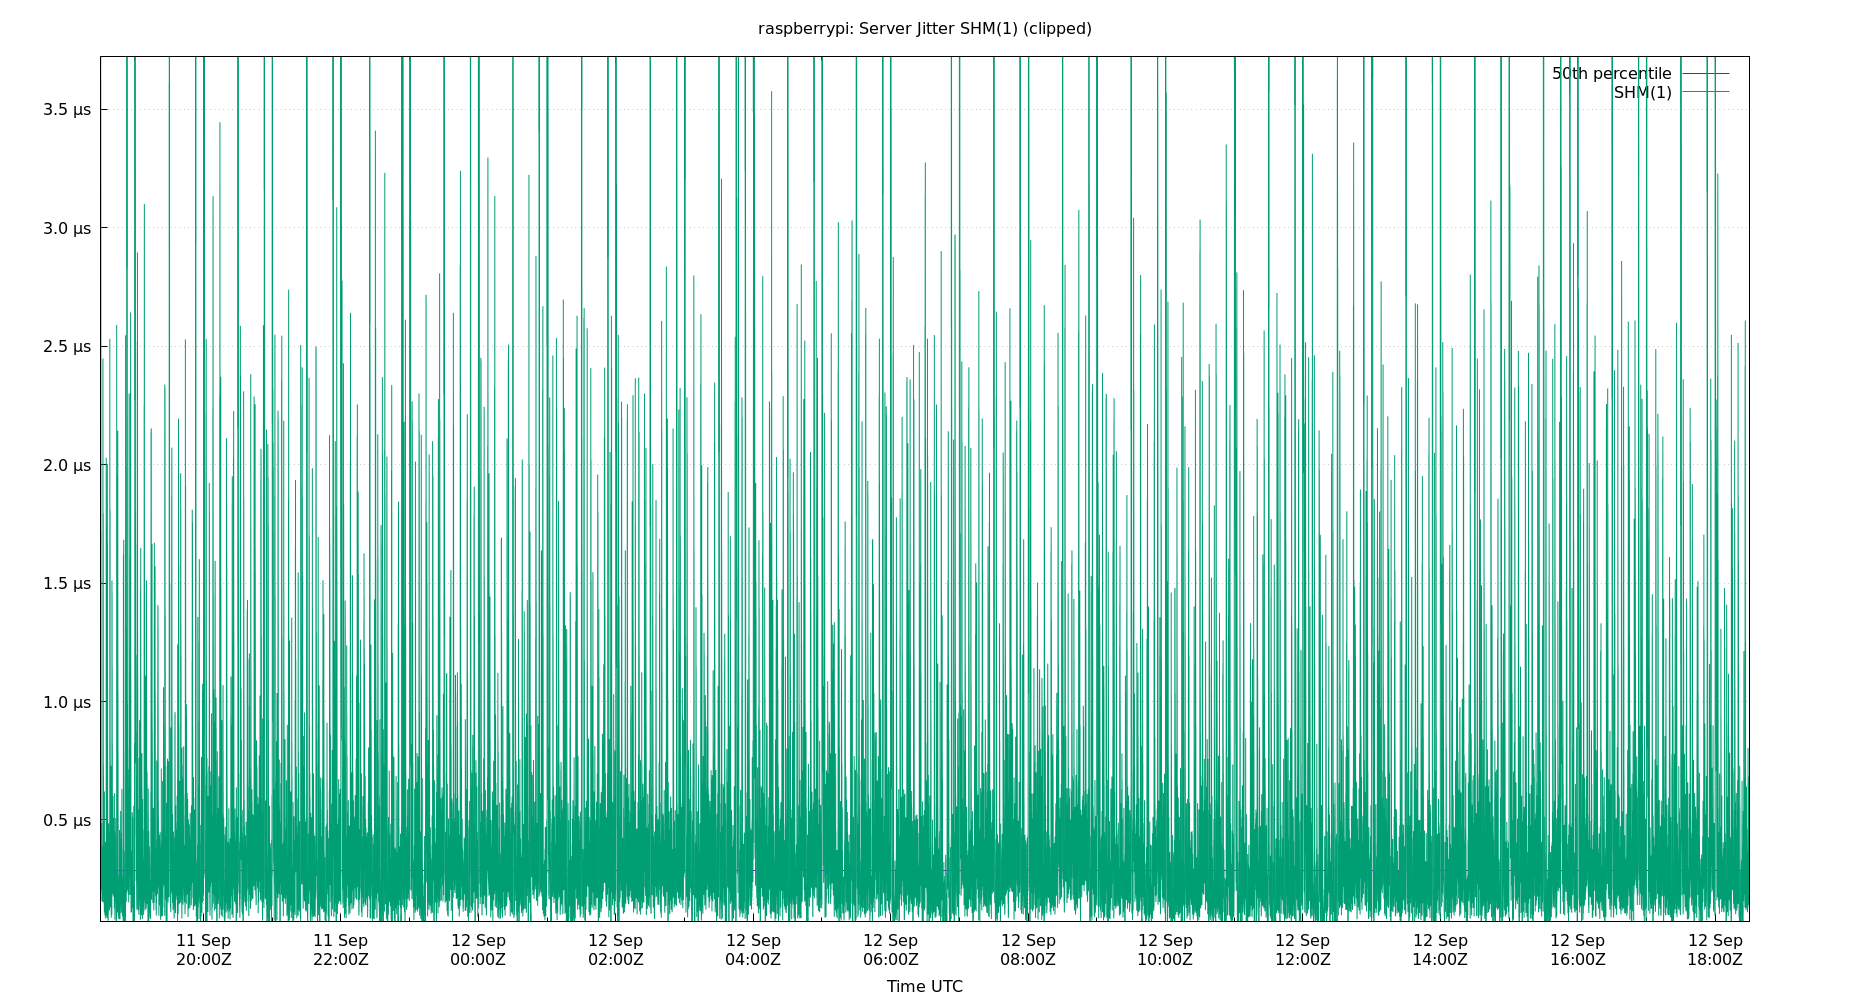 raspberrypi: Server Jitter SHM(1) (clipped)
50th percentile
SHM(1)
3.5 µs
3.0 µs
2.5 µs
2.0 µs
1.5 µs
1.0 µs
0.5 µs
11 Sep 11 Sep 12 Sep 12 Sep 12 Sep 12 Sep 12 Sep 12 Sep 12 Sep 12 Sep 12 Sep 12 Sep
20:00Z 22:00Z 00:00Z 02:00Z 04:00Z 06:00Z 08:00Z 10:00Z 12:00Z 14:00Z 16:00Z 18:00Z
Time UTC